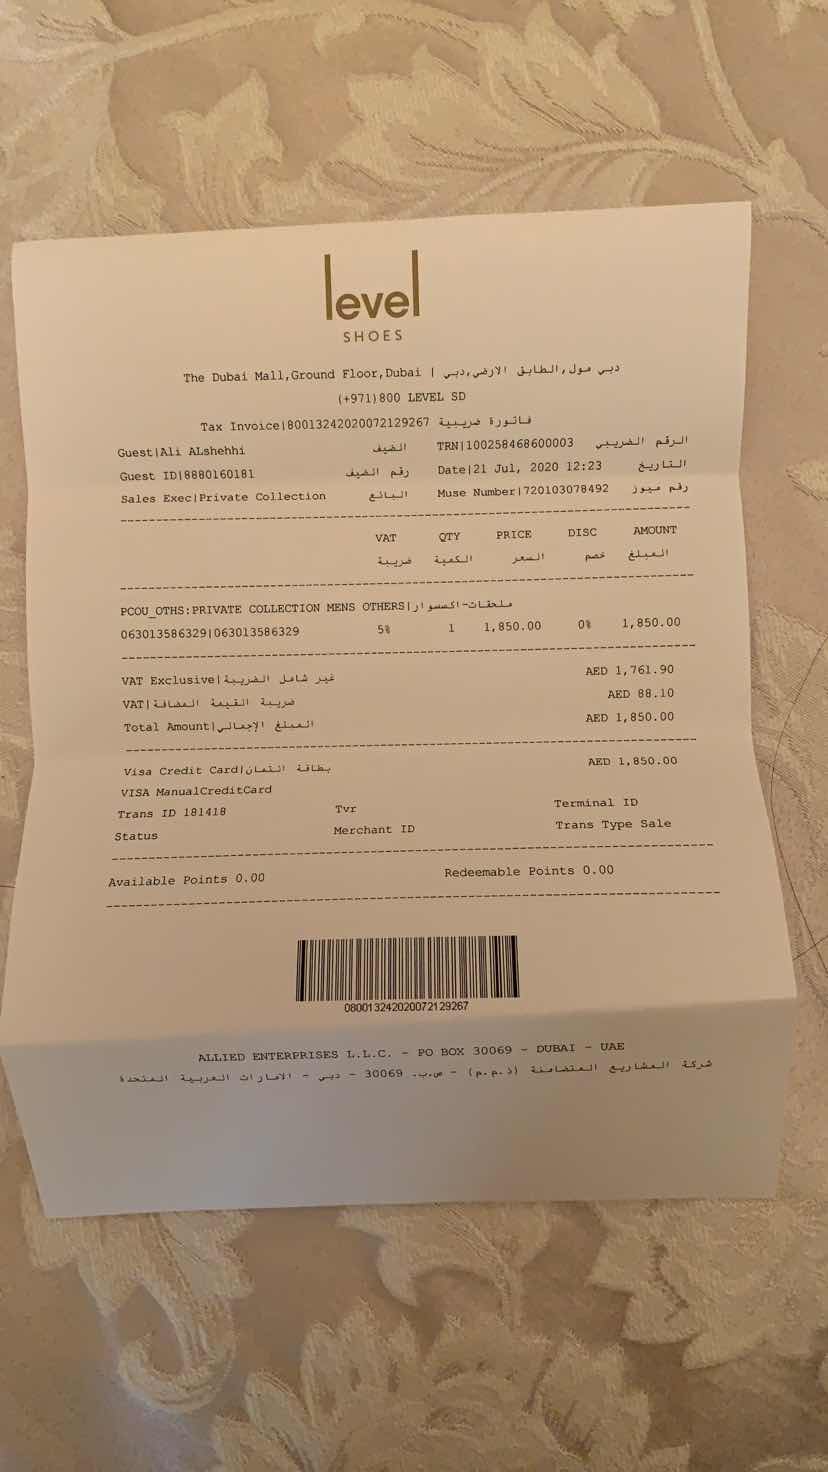 level
SHOES
The Dubai Mall,Ground Floor,Dubai | دبي مول,الطابق الارضي,دبي
(+971)800 LEVEL SD
Tax Invoice|80013242020072129267 فاتورة ضريبية
Guest|Ali ALshehhi الضيف TRN|100258468600003 الرقم الضريبي
Guest ID|8880160181 رقم الضيف Date|21 Jul, 2020 12:23 التاريخ
Sales Exec|Private Collection البائع Muse Number|720103078492 رقم ميوز
VAT QTY PRICE DISC AMOUNT
ضريبة الكمية السعر خصم المبلغ
PCOU_OTHS:PRIVATE COLLECTION MENS OTHERS|ملحقات-اكسسوار
063013586329|063013586329 5% 1 1,850.00 0% 1,850.00
VAT Exclusive|غير شامل الضريبة AED 1,761.90
VAT|ضريبة القيمة المضافة AED 88.10
Total Amount|المبلغ الإجمالي AED 1,850.00
Visa Credit Card|بطاقة ائتمان AED 1,850.00
VISA ManualCreditCard
Trans ID 181418 Tvr Terminal ID
Status Merchant ID Trans Type Sale
Available Points 0.00 Redeemable Points 0.00
080013242020072129267
ALLIED ENTERPRISES L.L.C. - PO BOX 30069 - DUBAI - UAE
شركة المشاريع المتضامنة (ذ.م.م) - ص.ب. 30069 - دبي - الامارات العربية المتحدة